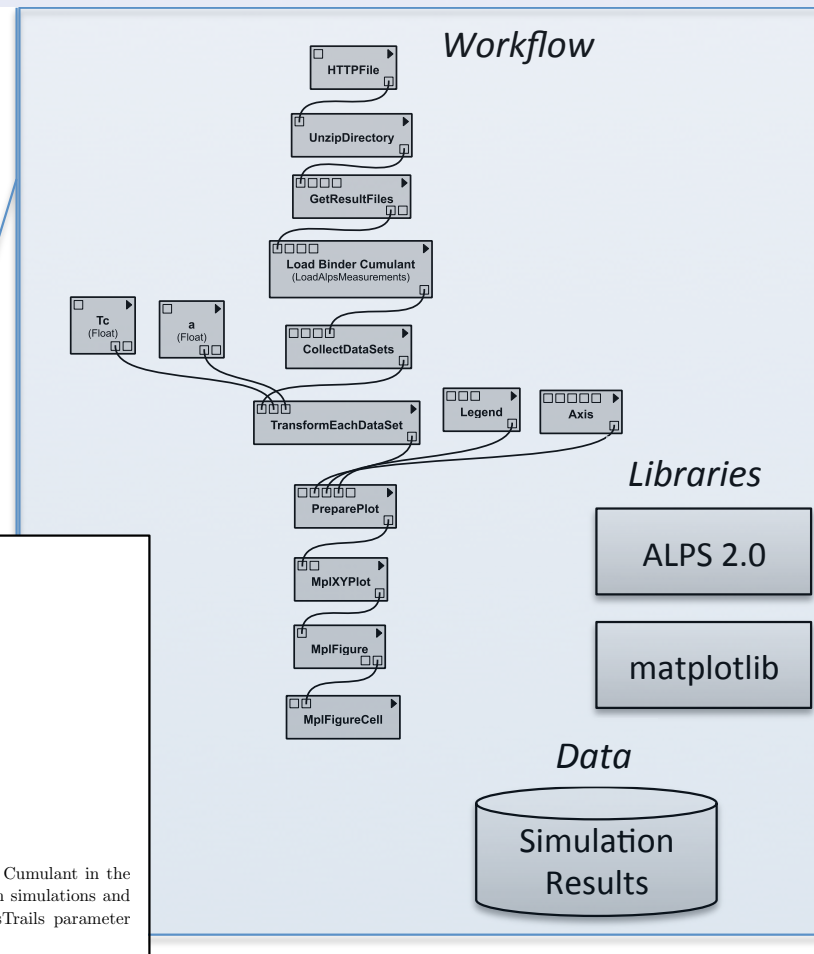 Workflow
HTTPFile
UnzipDirectory
GetResultFiles
Load Binder Cumulant
(LoadAlpsMeasurements)
Tc
(Float)
a
(Float)
CollectDataSets
TransformEachDataSet
Legend
Axis
PreparePlot
MplXYPlot
MplFigure
MplFigureCell
Libraries
ALPS 2.0
matplotlib
Data
Simulation
Results
Cumulant in the
simulations and
parameter